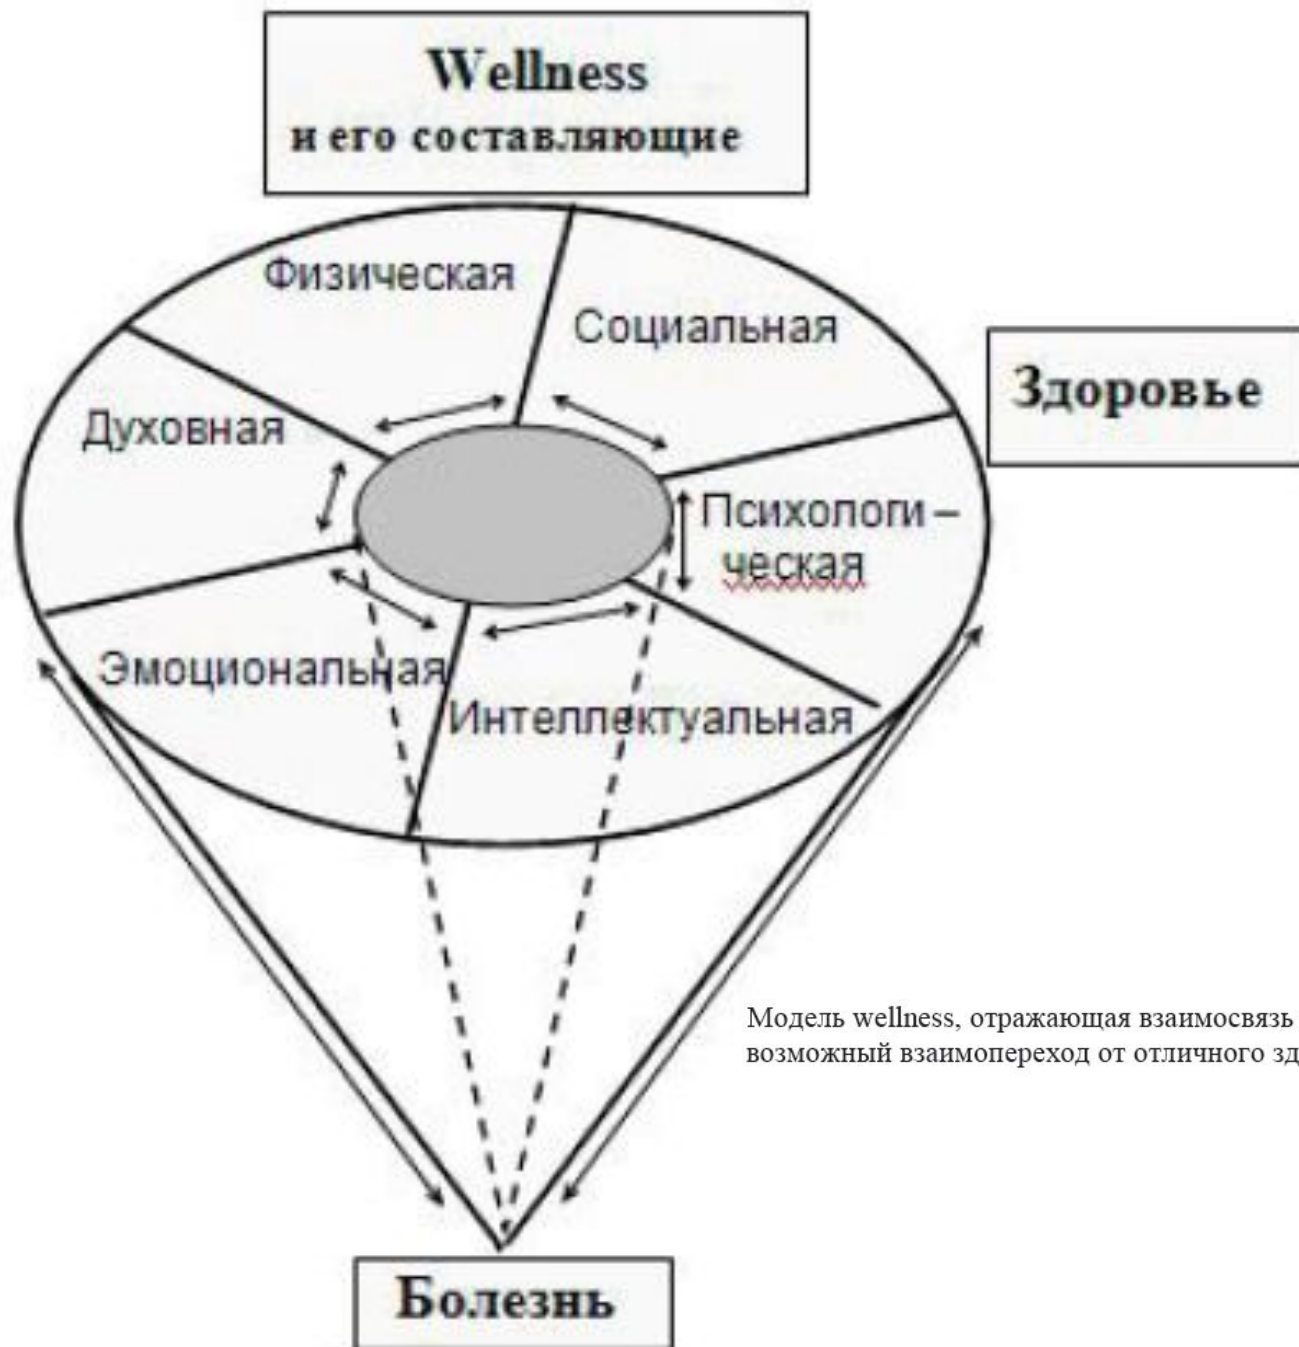 Wellness
и его составляющие
Физическая
Социальная
Здоровье
Духовная
Психологи –
ческая
Эмоциональная
Интеллектуальная
Модель wellness, отражающая взаимосвязь
возможный взаимопереход от отличного
Болезнь